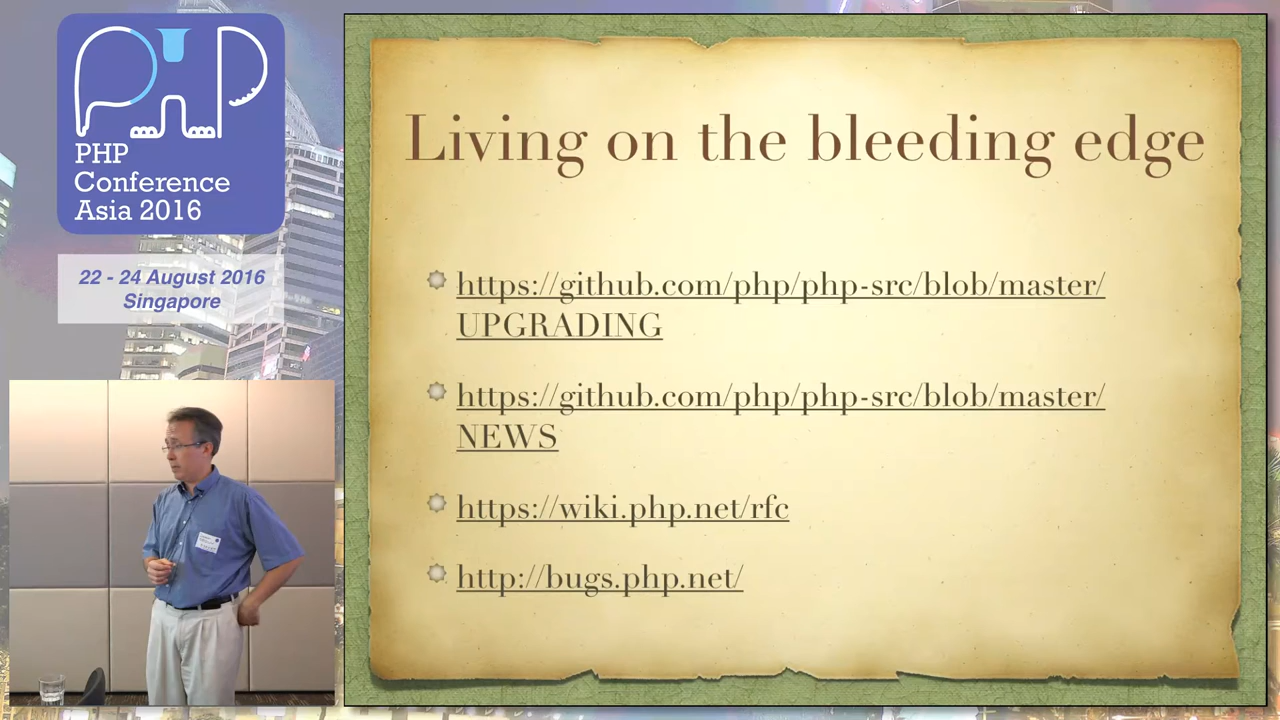 PHP
Conference
Asia 2016
22 - 24 August 2016
Singapore
Living on the bleeding edge
https://github.com/php/php-src/blob/master/
UPGRADING
https://github.com/php/php-src/blob/master/
NEWS
https://wiki.php.net/rfc
http://bugs.php.net/